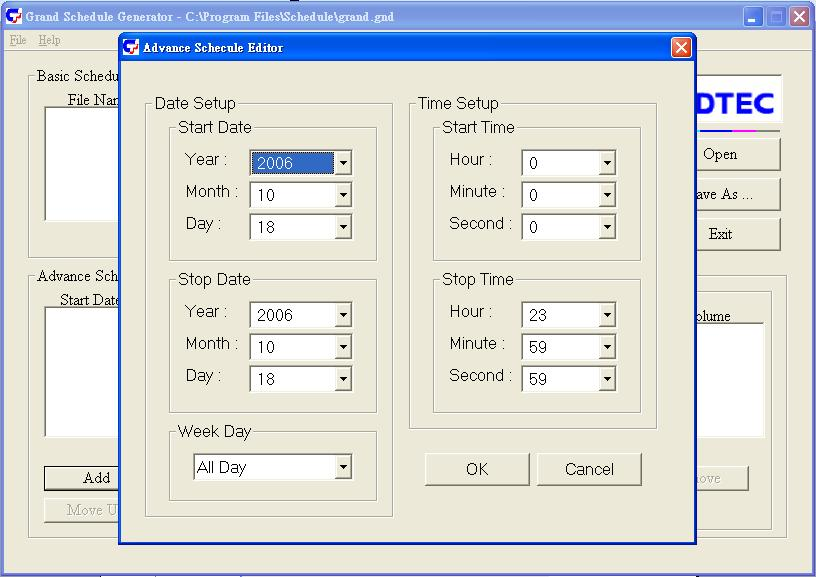 Grand Schedule Generator - C:\Program Files\Schedule\grand.gnd
File Help
Advance Schecule Editor
Basic Schedu
File Nan
DTEC
Open
ave As ...
Exit
Date Setup
Start Date
Year : 2006
Month : 10
Day : 18
Stop Date
Year : 2006
Month : 10
Day : 18
Week Day
All Day
Time Setup
Start Time
Hour : 0
Minute : 0
Second : 0
Stop Time
Hour : 23
Minute : 59
Second : 59
OK Cancel
Advance Sch
Start Date
olume
Add
Move U
ove